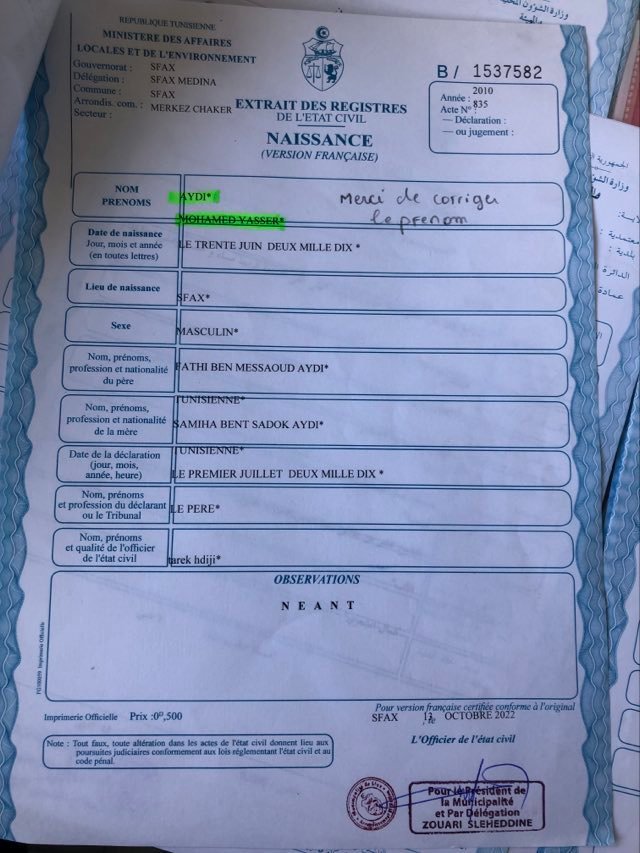 REPUBLIQUE TUNISIENNE
MINISTERE DES AFFAIRES
LOCALES ET DE L'ENVIRONNEMENT
Gouvernorat : SFAX
Délégation : SFAX MEDINA
Commune : SFAX
Arrondis. com. : MERKEZ CHAKER
Secteur :
EXTRAIT DES REGISTRES
DE L'ETAT CIVIL
NAISSANCE
(VERSION FRANÇAISE)
B/ 1537582
Année : 2010
Acte N° 835
— Déclaration :
— ou jugement :
NOM
PRENOMS
AYDI*
MOHAMED YASSER*
Merci de corriger
le prenom
Date de naissance
Jour, mois et année
(en toutes lettres)
LE TRENTE JUIN DEUX MILLE DIX *
Lieu de naissance
SFAX*
Sexe
MASCULIN*
Nom, prénoms,
profession et nationalité
du père
FATHI BEN MESSAOUD AYDI*
TUNISIENNE*
Nom, prénoms,
profession et nationalité
de la mère
SAMIHA BENT SADOK AYDI*
TUNISIENNE*
Date de la déclaration
(jour, mois,
année, heure)
LE PREMIER JUILLET DEUX MILLE DIX *
Nom, prénoms
et profession du déclarant
ou le Tribunal
LE PERE*
Nom, prénoms
et qualité de l'officier
de l'état civil
tarek hdiji*
OBSERVATIONS
NEANT
Imprimerie Officielle Prix :0ᴰ,500
Pour version française certifiée conforme à l'original
SFAX le 13 OCTOBRE 2022
L'Officier de l'état civil
Note : Tout faux, toute altération dans les actes de l'état civil donnent lieu aux
poursuites judiciaires conformement aux lois réglementant l'état civil et au
code pénal.
Pour le Président de
la Municipalité
et Par Délégation
ZOUARI SLEHEDDINE